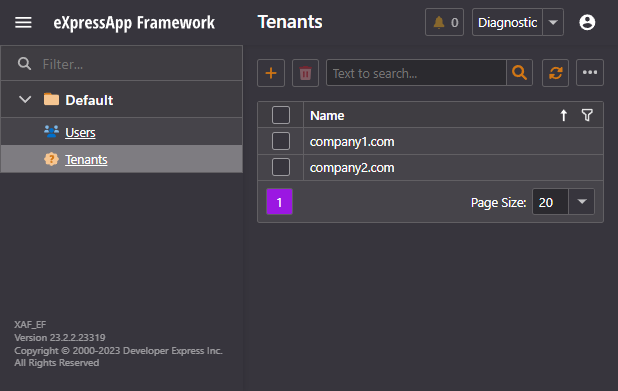 eXpressApp Framework
Tenants
0
Diagnostic
Filter...
Text to search...
Default
Users
Tenants
Name
company1.com
company2.com
1
Page Size: 20
XAF_EF
Version 23.2.2.23319
Copyright © 2000-2023 Developer Express Inc.
All Rights Reserved